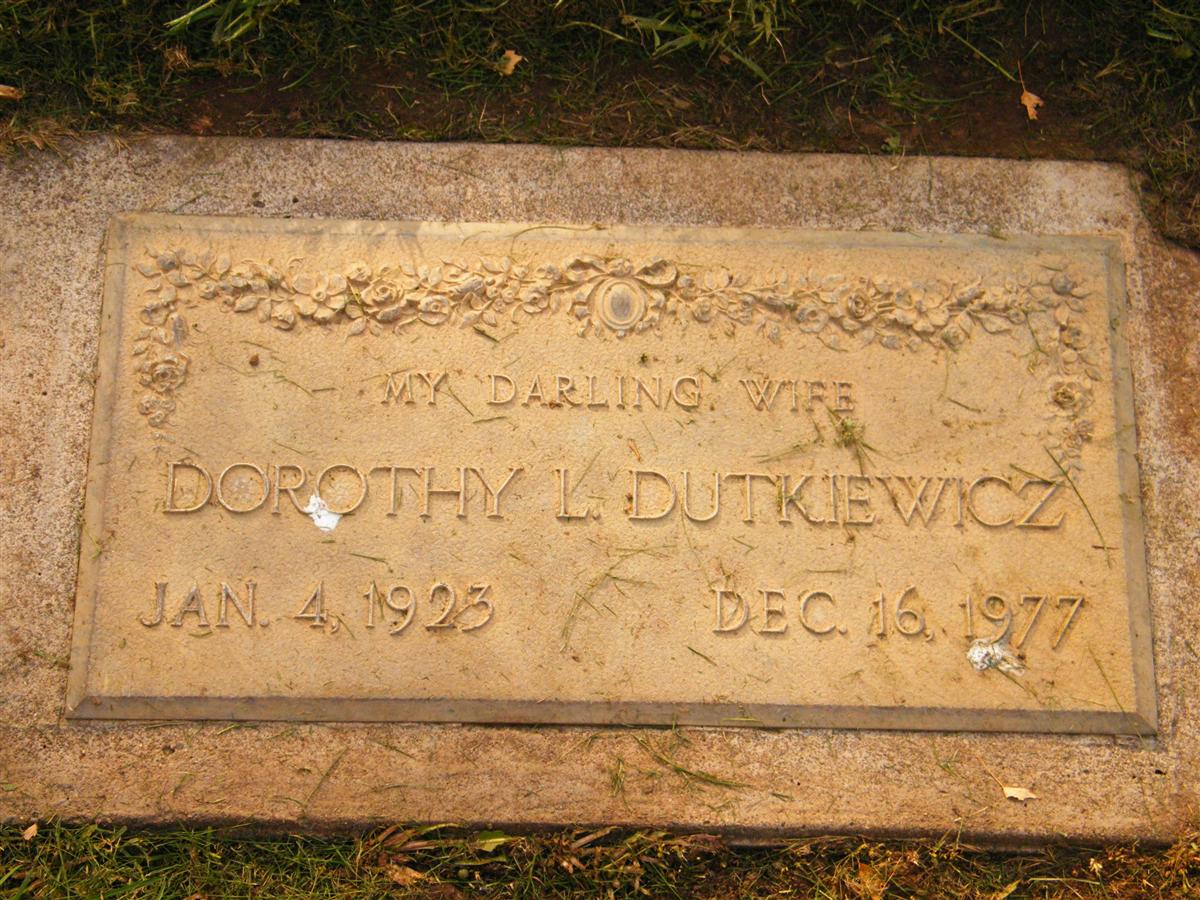 MY DARLING WIFE
DOROTHY L. DUTKIEWICZ
JAN. 4, 1923 DEC. 16, 1977